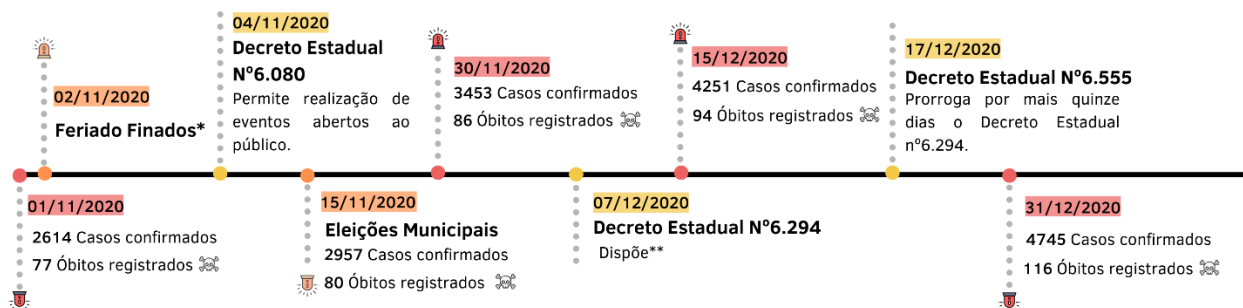 01/11/2020
2614 Casos confirmados
77 Óbitos registrados
02/11/2020
Feriado Finados*
04/11/2020
Decreto Estadual
Nº6.080
Permite realização de
eventos abertos ao
público.
15/11/2020
Eleições Municipais
2957 Casos confirmados
80 Óbitos registrados
30/11/2020
3453 Casos confirmados
86 Óbitos registrados
07/12/2020
Decreto Estadual Nº6.294
Dispõe**
15/12/2020
4251 Casos confirmados
94 Óbitos registrados
17/12/2020
Decreto Estadual Nº6.555
Prorroga por mais quinze
dias o Decreto Estadual
nº6.294.
31/12/2020
4745 Casos confirmados
116 Óbitos registrados